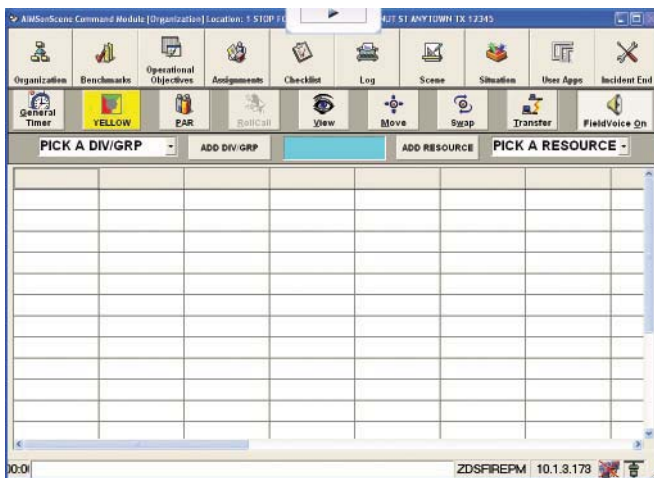 AIMSonScene Command Module [Organization] Location: 1 STOP ST ANYTOWN TX 12345
Organization Benchmarks Operational Objectives Assignments Checklist Log Scene Situation User Apps Incident End
General Timer YELLOW PAR RollCall View Move Swap Transfer FieldVoice On
PICK A DIV/GRP ADD DIV/GRP ADD RESOURCE PICK A RESOURCE
ZDSFIREPM 10.1.3.173